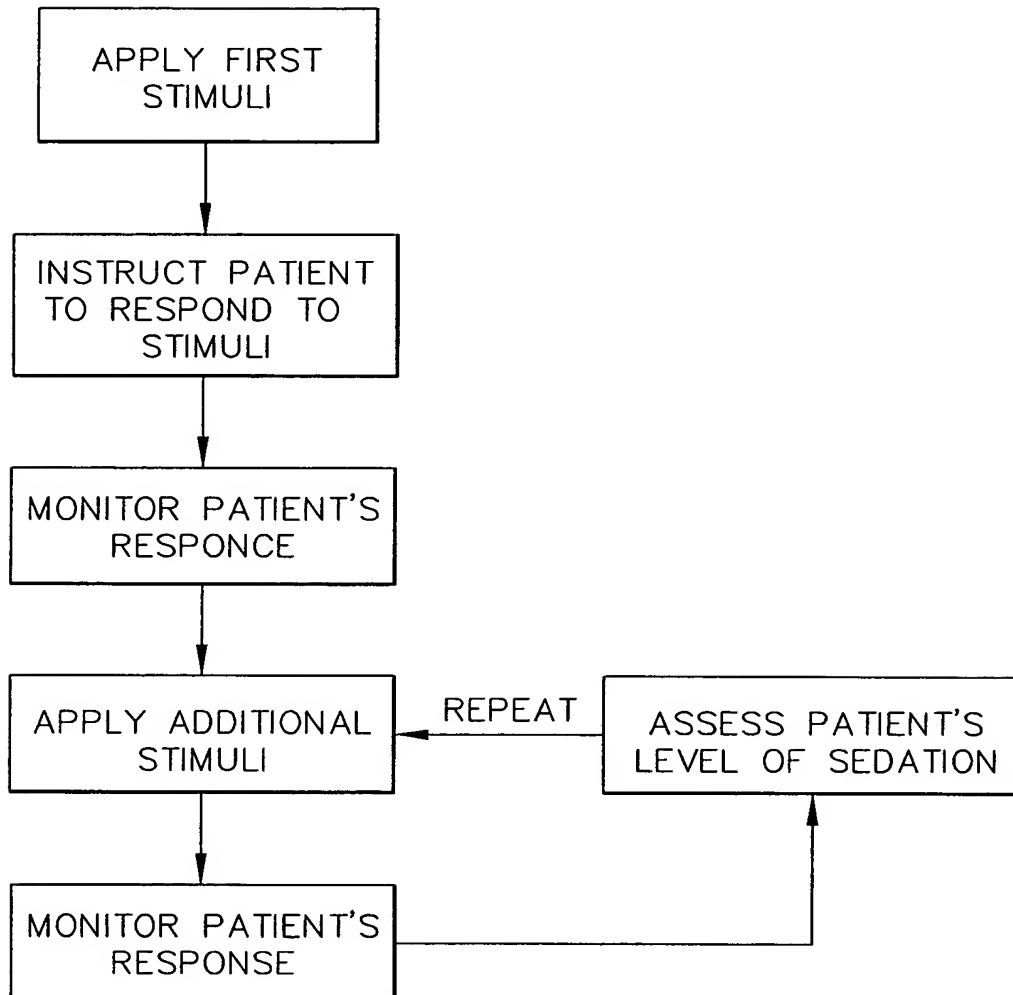 APPLY FIRST
STIMULI
INSTRUCT PATIENT
TO RESPOND TO
STIMULI
MONITOR PATIENT'S
RESPONCE
APPLY ADDITIONAL
STIMULI
REPEAT
ASSESS PATIENT'S
LEVEL OF SEDATION
MONITOR PATIENT'S
RESPONSE